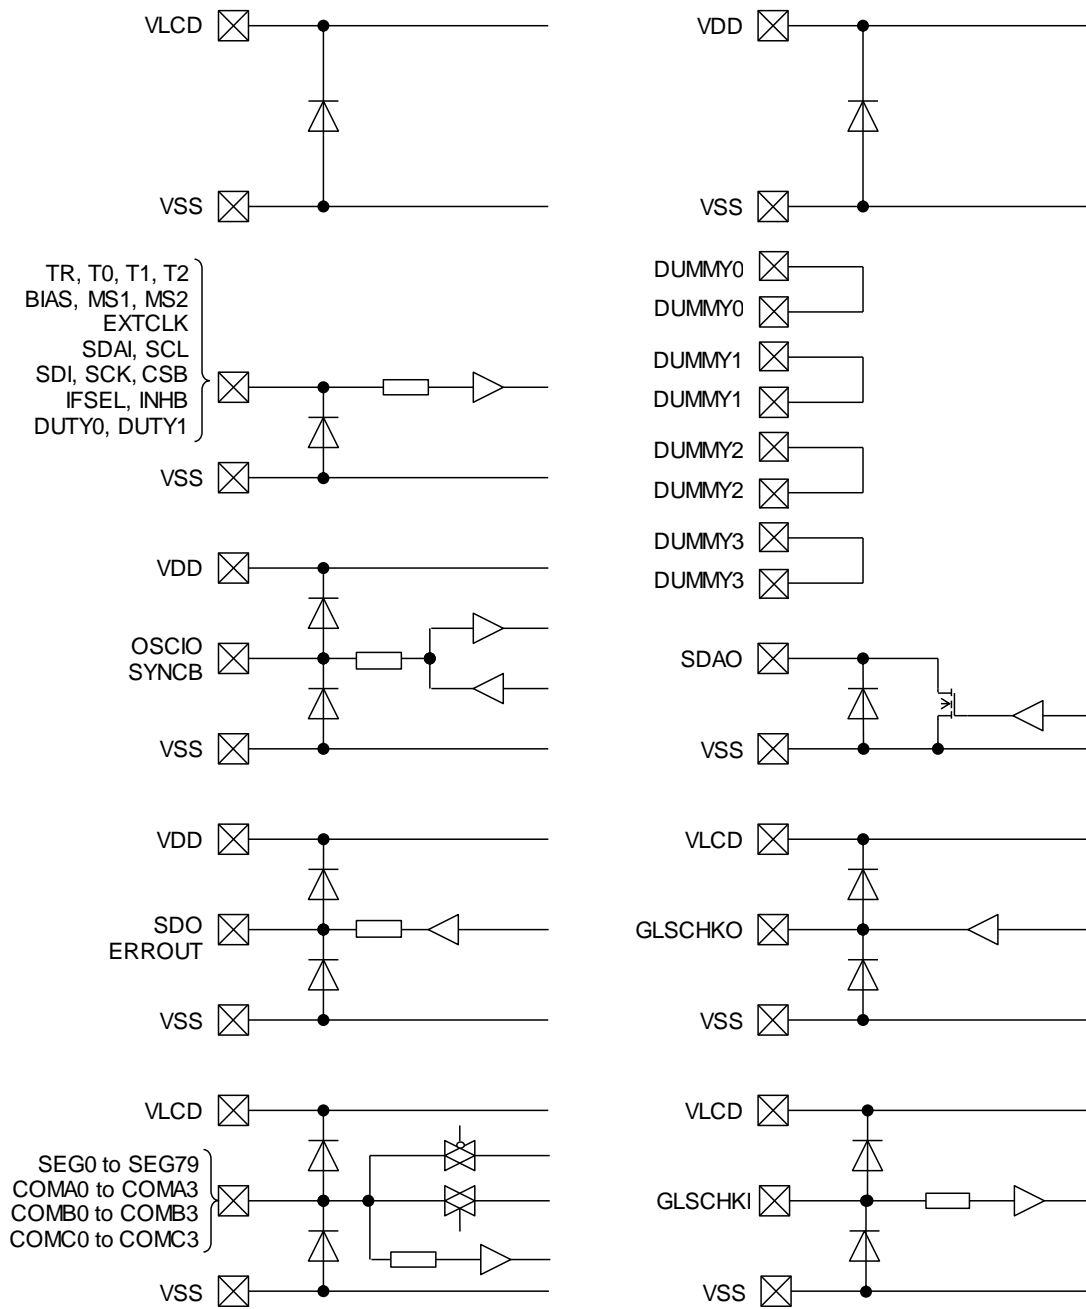 VLCD
VSS
TR, T0, T1, T2
BIAS, MS1, MS2
EXTCLK
SDAI, SCL
SDI, SCK, CSB
IFSEL, INHB
DUTY0, DUTY1
VSS
VDD
OSCIO
SYNCB
VSS
VDD
SDO
ERROUT
VSS
VLCD
SEG0 to SEG79
COMA0 to COMA3
COMB0 to COMB3
COMC0 to COMC3
VSS
VDD
VSS
DUMMY0
DUMMY0
DUMMY1
DUMMY1
DUMMY2
DUMMY2
DUMMY3
DUMMY3
SDAO
VSS
VLCD
GLSCHKO
VSS
VLCD
GLSCHKI
VSS